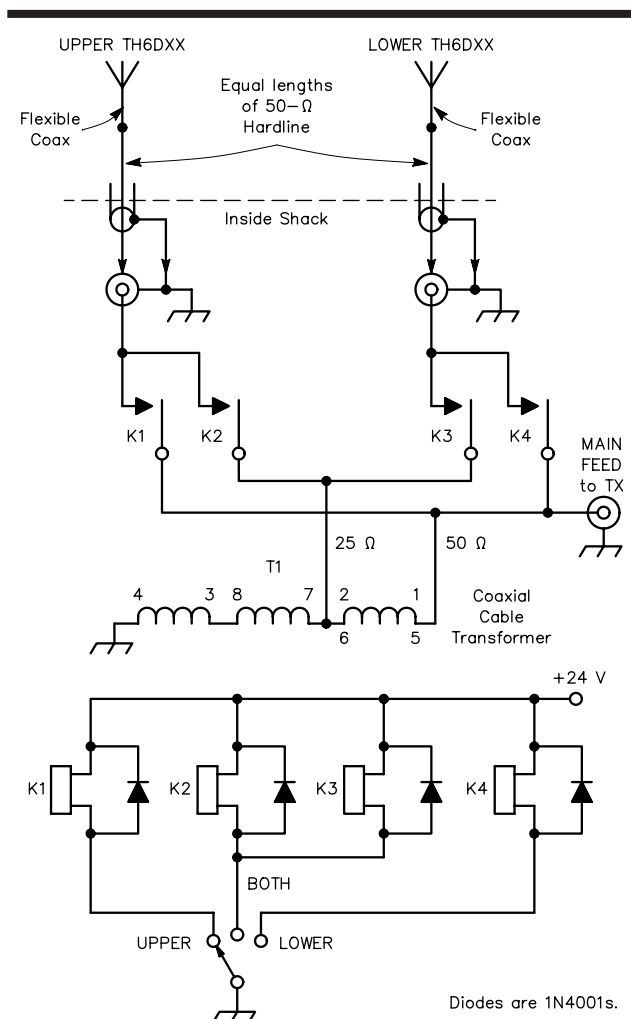 UPPER TH6DXX
LOWER TH6DXX
Equal lengths
of 50-Ω
Hardline
Flexible
Coax
Flexible
Coax
Inside Shack
K1
K2
K3
K4
MAIN
FEED
to TX
25 Ω
50 Ω
T1
4
3
8
7
2
1
6
5
Coaxial
Cable
Transformer
+24 V
K1
K2
K3
K4
BOTH
UPPER
LOWER
Diodes are 1N4001s.